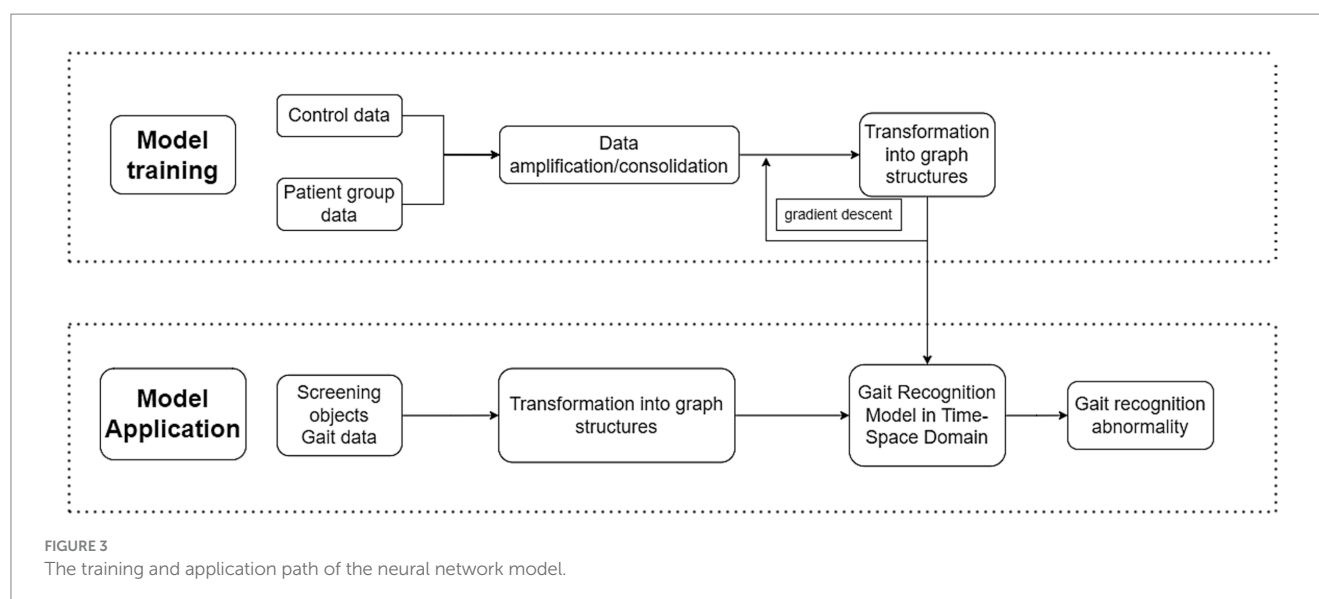 Model
training
Control data
Patient group
data
Data
amplification/consolidation
Transformation
into graph
structures
gradient descent
Model
Application
Screening
objects
Gait data
Transformation into graph
structures
Gait Recognition
Model in Time-
Space Domain
Gait recognition
abnormality
FIGURE 3
The training and application path of the neural network model.